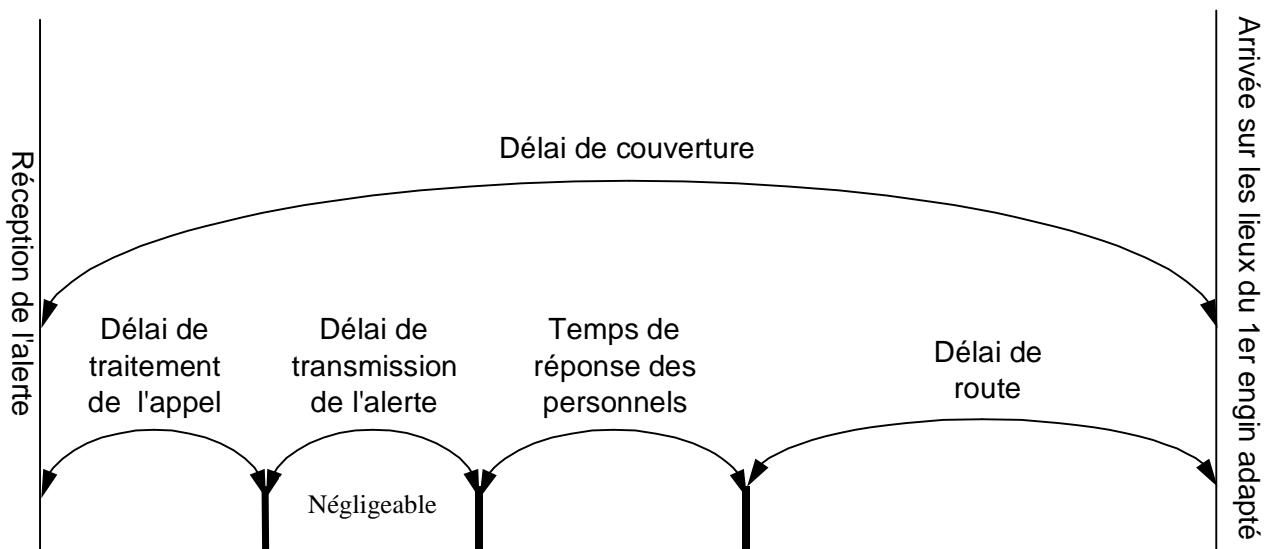 Réception de l'alerte
Délai de couverture
Délai de
traitement
de l'appel
Délai de
transmission
de l'alerte
Temps de
réponse des
personnels
Délai de
route
Négligeable
Arrivée sur les lieux du 1er engin adapté